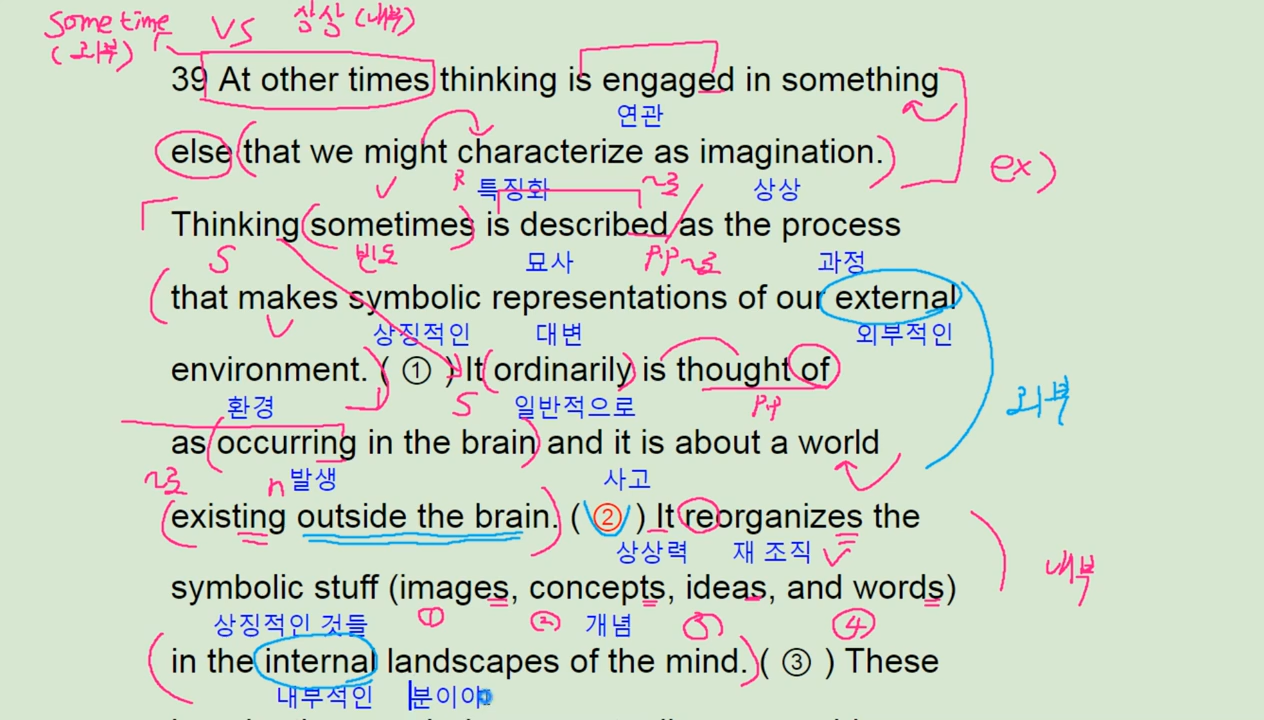 Some time VS 상상 (내부)
(외부)
39 At other times thinking is engaged in something
연관
else (that we might characterize as imagination.) ex)
✓ R 특징화 ~로 상상
Thinking (sometimes) is described / as the process
S 빈도 묘사 P.P ~로 과정
(that makes symbolic representations of our external
V 상징적인 대변 외부적인
environment. ) ( ① ) It (ordinarily) is thought of
환경 S 일반적으로 P.P 외부
as (occurring in the brain) and it is about a world
~로 n 발생 사고
(existing outside the brain. ) ( ② ) It reorganizes the
상상력 재 조직 V
symbolic stuff (images, concepts, ideas, and words) 내부
상징적인 것들 ① ② 개념 ③ ④
(in the internal landscapes of the mind. ) ( ③ ) These
내부적인 분이야